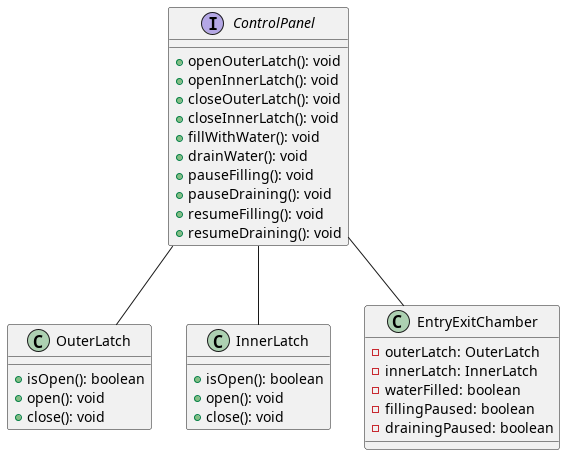 I ControlPanel
openOuterLatch(): void
openInnerLatch(): void
closeOuterLatch(): void
closeInnerLatch(): void
fillWithWater(): void
drainWater(): void
pauseFilling(): void
pauseDraining(): void
resumeFilling(): void
resumeDraining(): void
C OuterLatch
isOpen(): boolean
open(): void
close(): void
C InnerLatch
isOpen(): boolean
open(): void
close(): void
C EntryExitChamber
outerLatch: OuterLatch
innerLatch: InnerLatch
waterFilled: boolean
fillingPaused: boolean
drainingPaused: boolean